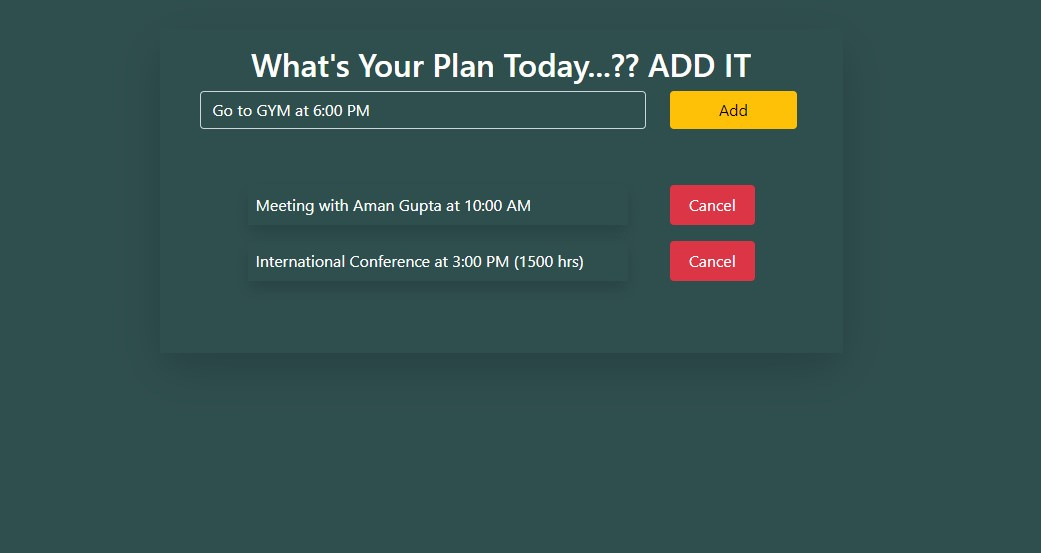 What's Your Plan Today...?? ADD IT
Go to GYM at 6:00 PM
Add
Meeting with Aman Gupta at 10:00 AM
Cancel
International Conference at 3:00 PM (1500 hrs)
Cancel